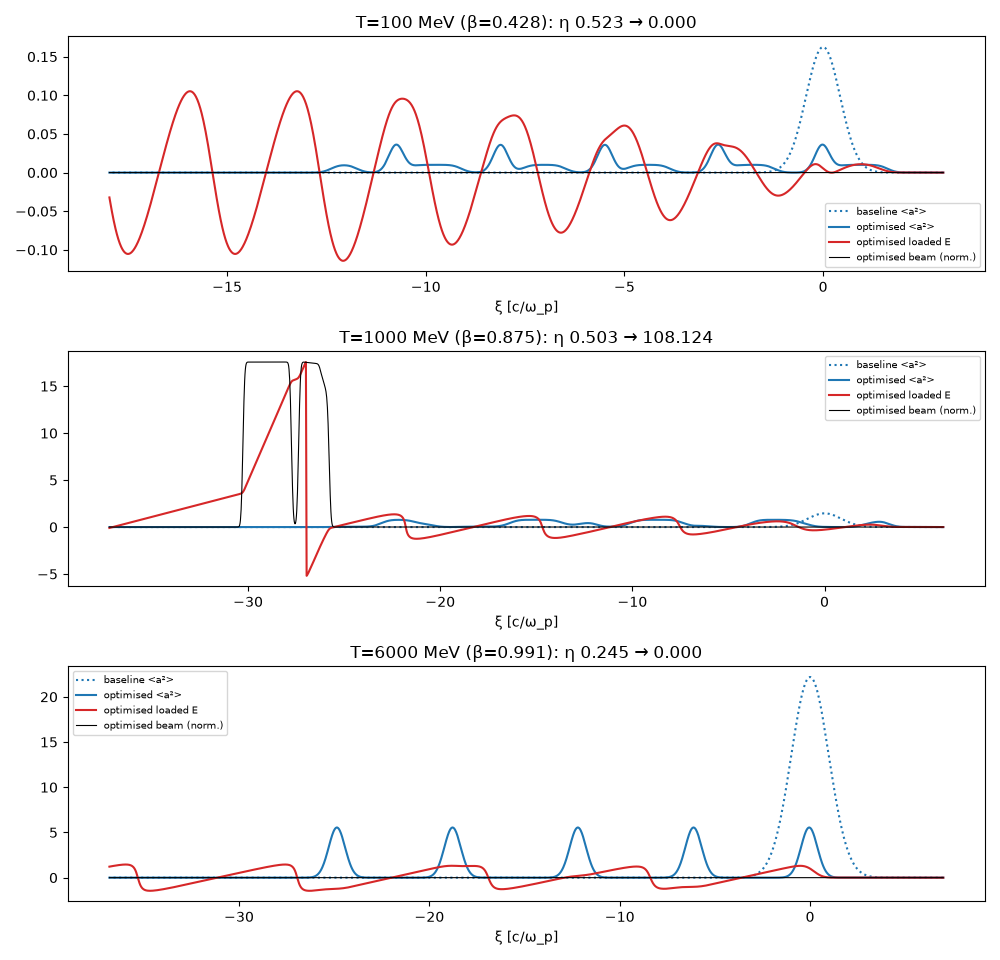 T=100 MeV (β=0.428): η 0.523 → 0.000
0.15
0.10
0.05
0.00
−0.05
−0.10
baseline <a²>
optimised <a²>
optimised loaded E
optimised beam (norm.)
−15
−10
−5
0
ξ [c/ω_p]
T=1000 MeV (β=0.875): η 0.503 → 108.124
15
10
5
0
−5
baseline <a²>
optimised <a²>
optimised loaded E
optimised beam (norm.)
−30
−20
−10
0
ξ [c/ω_p]
T=6000 MeV (β=0.991): η 0.245 → 0.000
20
15
10
5
0
baseline <a²>
optimised <a²>
optimised loaded E
optimised beam (norm.)
−30
−20
−10
0
ξ [c/ω_p]